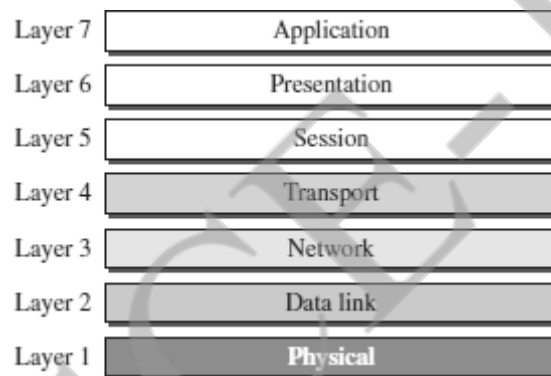 Layer 7 Application
Layer 6 Presentation
Layer 5 Session
Layer 4 Transport
Layer 3 Network
Layer 2 Data link
Layer 1 Physical